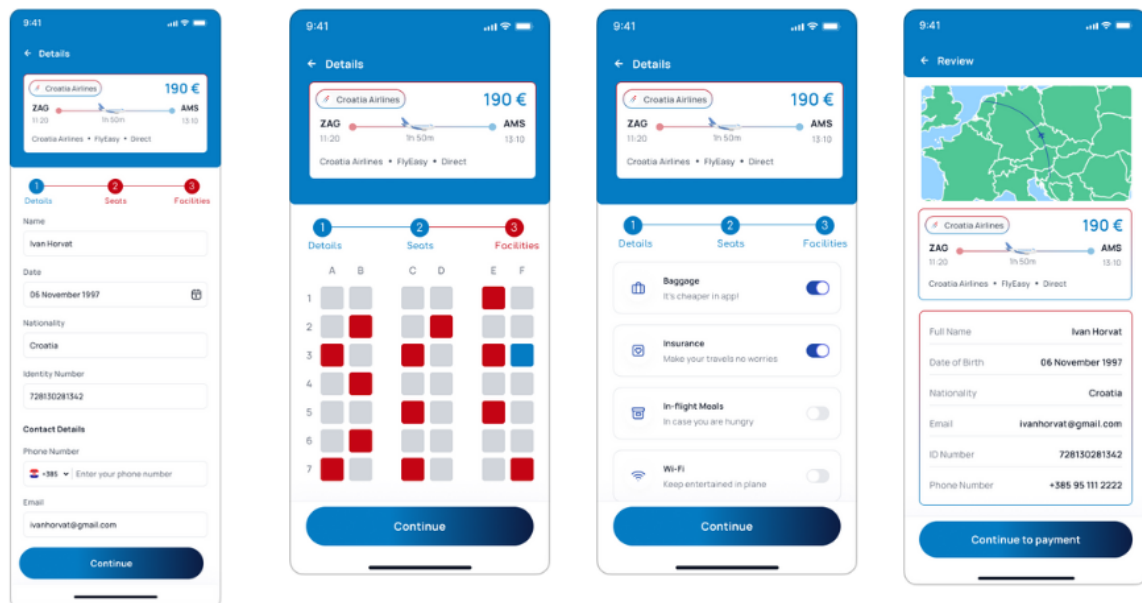 9:41
← Details
Croatia Airlines 190 €
ZAG AMS
11:20 1h 50m 13:10
Croatia Airlines • FlyEasy • Direct
1 2 3
Details Seats Facilities
Name
Ivan Horvat
Date
06 November 1997
Nationality
Croatia
Identity Number
728130281342
Contact Details
Phone Number
+385 Enter your phone number
Email
ivanhorvat@gmail.com
Continue
9:41
← Details
Croatia Airlines 190 €
ZAG AMS
11:20 1h 50m 13:10
Croatia Airlines • FlyEasy • Direct
1 2 3
Details Seats Facilities
A B C D E F
1
2
3
4
5
6
7
Continue
9:41
← Details
Croatia Airlines 190 €
ZAG AMS
11:20 1h 50m 13:10
Croatia Airlines • FlyEasy • Direct
1 2 3
Details Seats Facilities
Baggage
It's cheaper in app!
Insurance
Make your travels no worries
In-flight Meals
In case you are hungry
Wi-Fi
Keep entertained in plane
Continue
9:41
← Review
Croatia Airlines 190 €
ZAG AMS
11:20 1h 50m 13:10
Croatia Airlines • FlyEasy • Direct
Full Name Ivan Horvat
Date of Birth 06 November 1997
Nationality Croatia
Email ivanhorvat@gmail.com
ID Number 728130281342
Phone Number +385 95 111 2222
Continue to payment